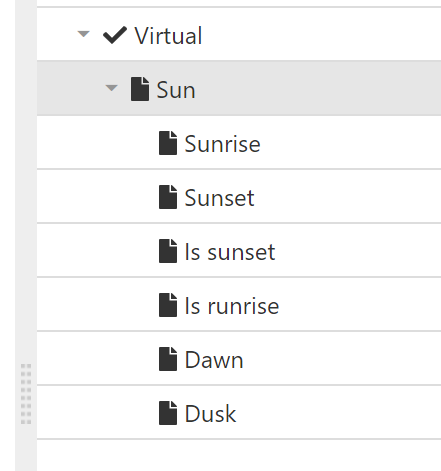 Virtual
Sun
Sunrise
Sunset
Is sunset
Is runrise
Dawn
Dusk